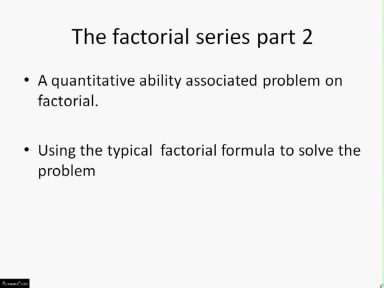 The factorial series part 2
• A quantitative ability associated problem on
factorial.
• Using the typical factorial formula to solve the
problem